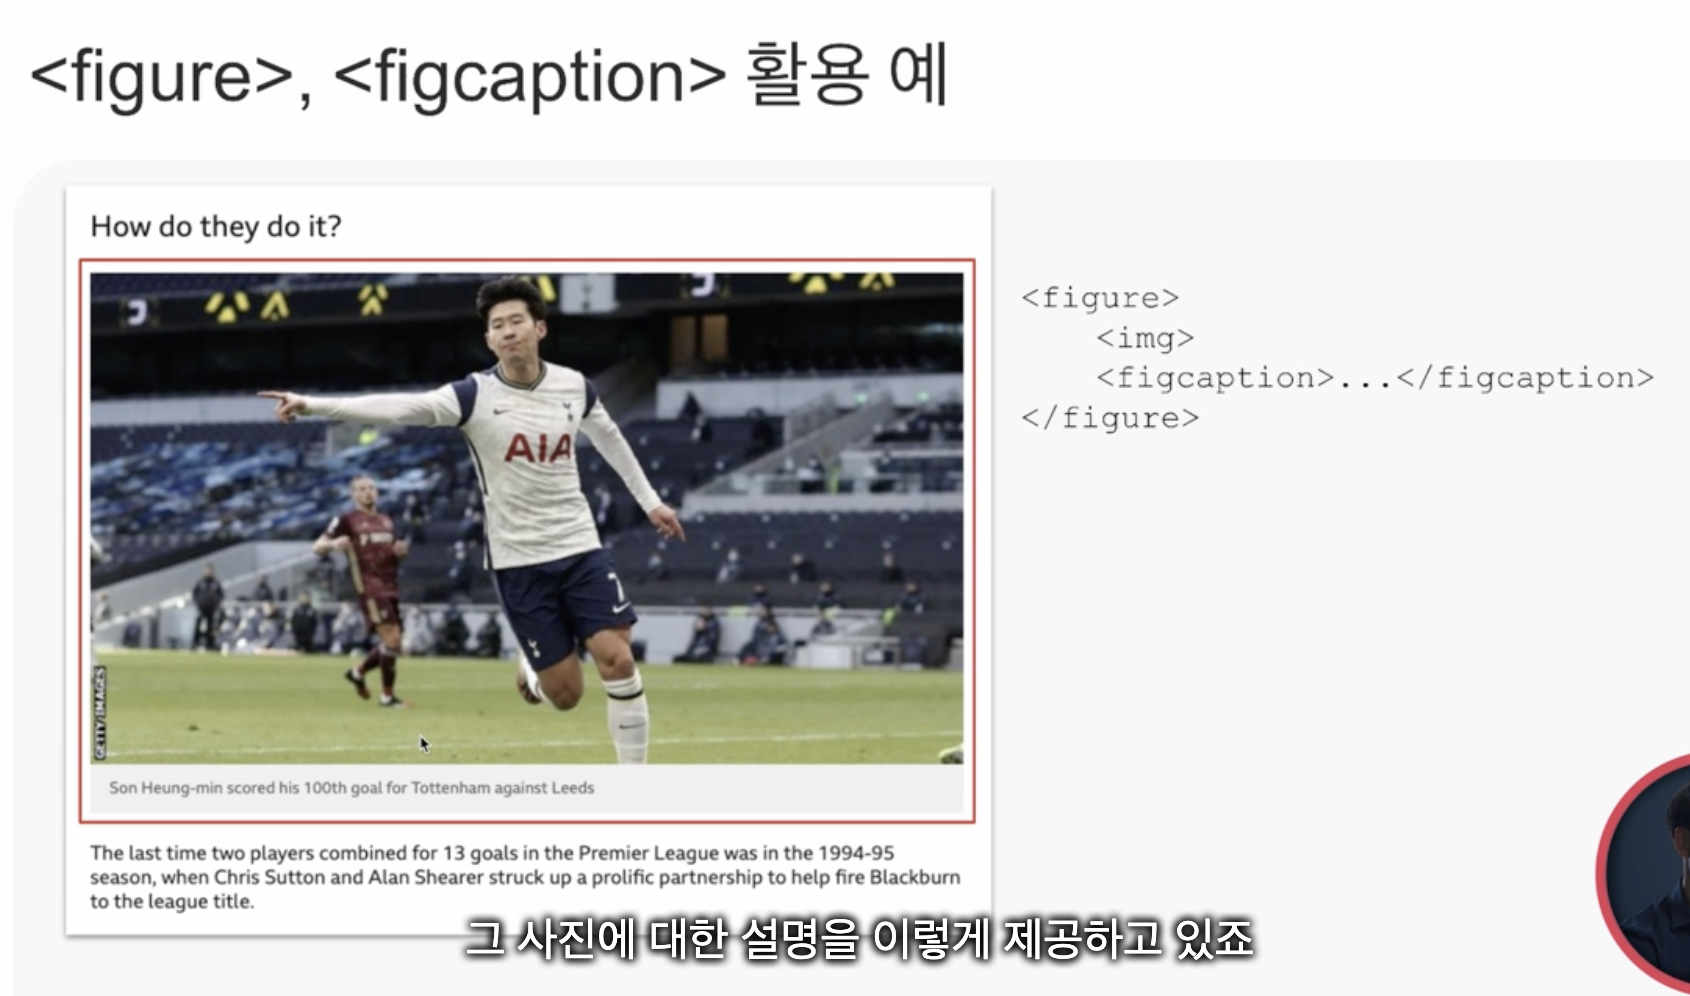 <figure>, <figcaption> 활용 예
How do they do it?
AIA
7
GETTY IMAGES
Son Heung-min scored his 100th goal for Tottenham against Leeds
The last time two players combined for 13 goals in the Premier League was in the 1994-95
season, when Chris Sutton and Alan Shearer struck up a prolific partnership to help fire Blackburn
to the league title.
<figure>
<img>
<figcaption>...</figcaption>
</figure>
그 사진에 대한 설명을 이렇게 제공하고 있죠